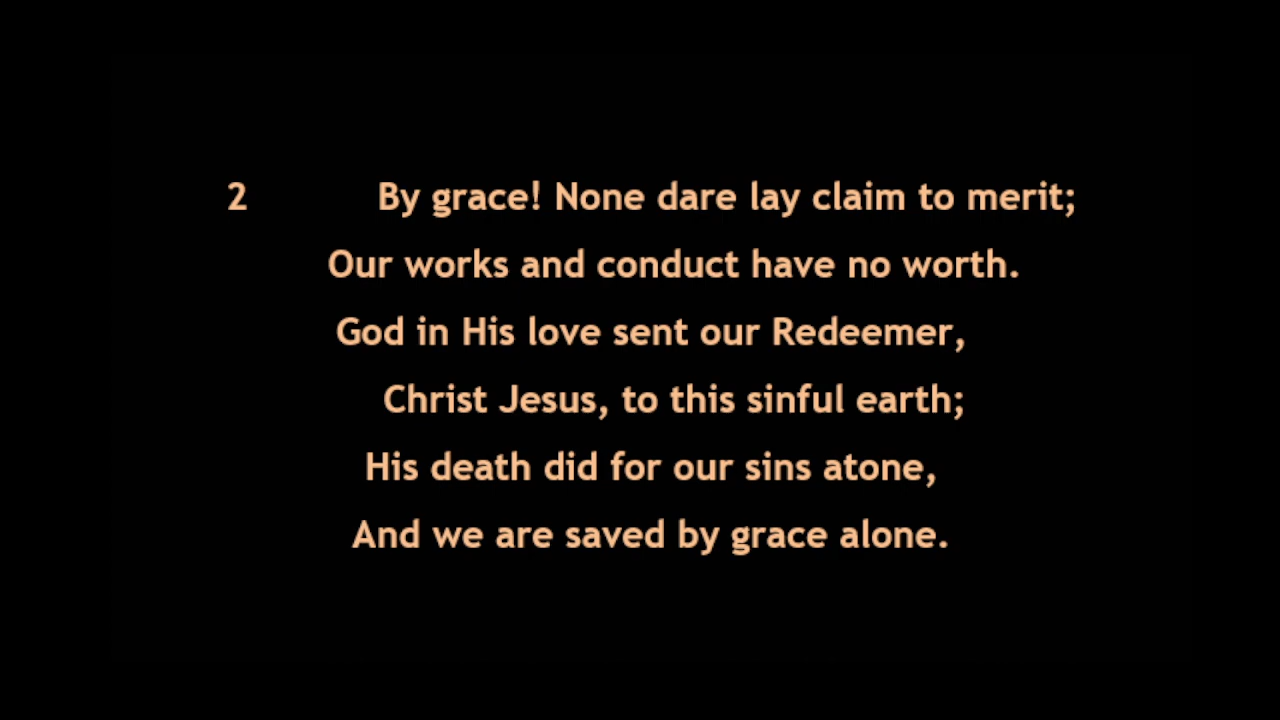 2 By grace! None dare lay claim to merit;
Our works and conduct have no worth.
God in His love sent our Redeemer,
Christ Jesus, to this sinful earth;
His death did for our sins atone,
And we are saved by grace alone.